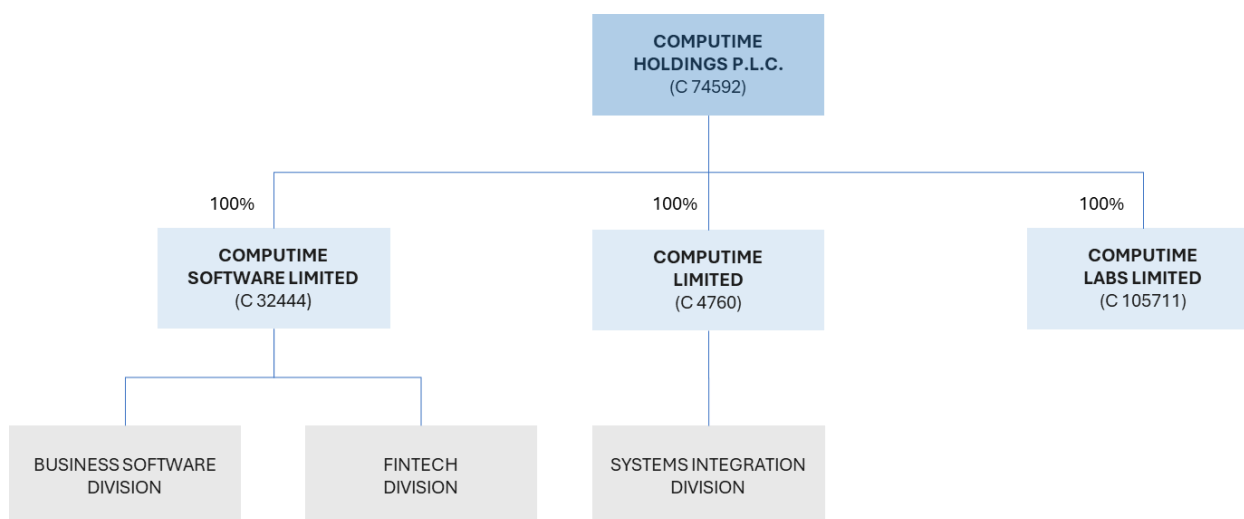 COMPUTIME
HOLDINGS P.L.C.
(C 74592)
100%
100%
100%
COMPUTIME
SOFTWARE LIMITED
(C 32444)
COMPUTIME
LIMITED
(C 4760)
COMPUTIME
LABS LIMITED
(C 105711)
BUSINESS SOFTWARE
DIVISION
FINTECH
DIVISION
SYSTEMS INTEGRATION
DIVISION